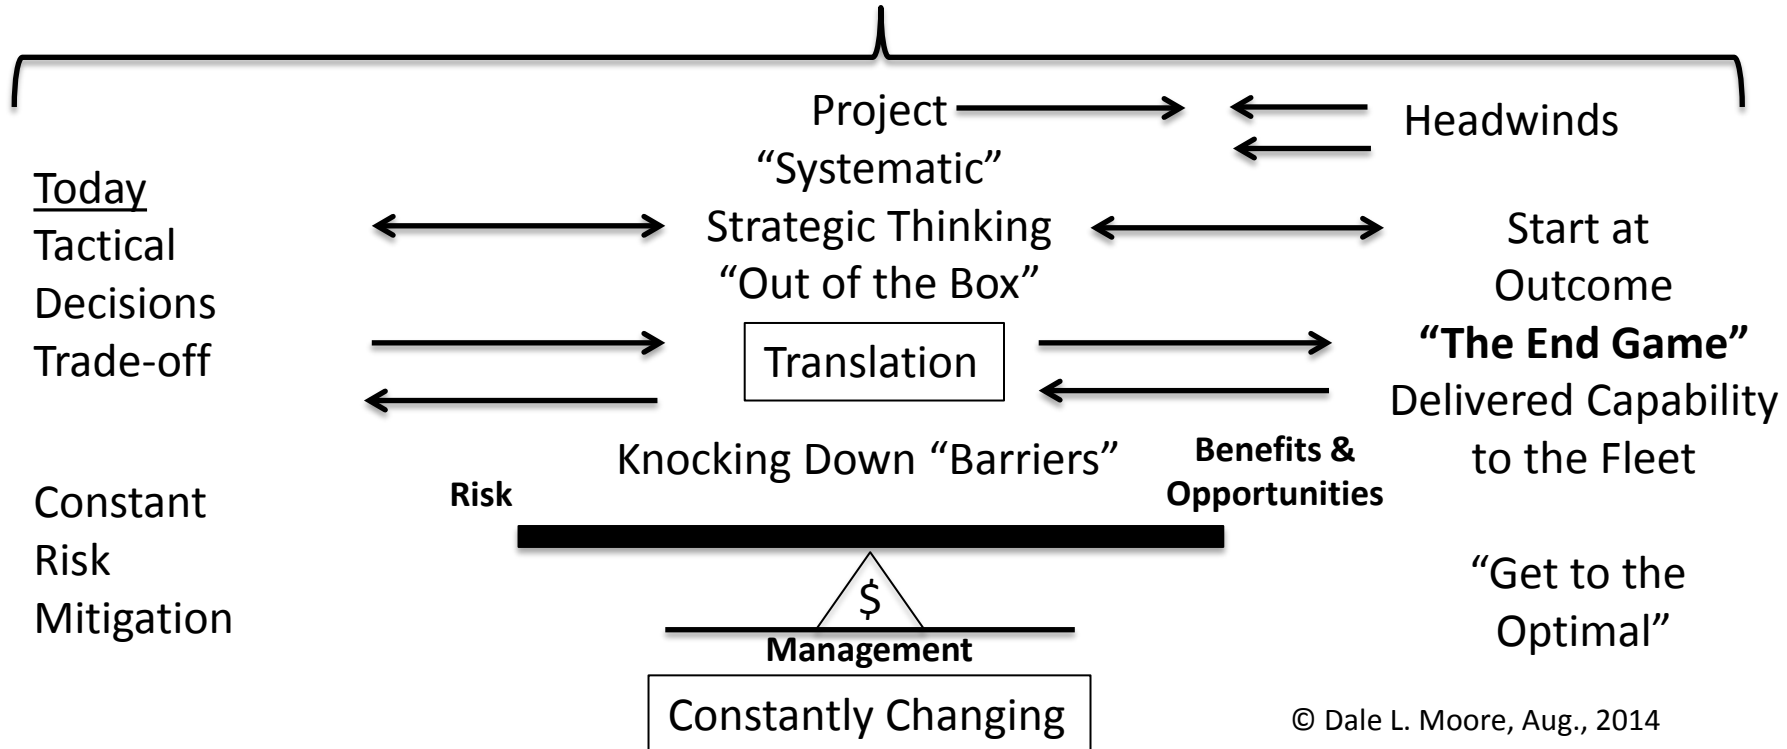 Project
Headwinds
“Systematic”
Today
Tactical
Decisions
Trade-off
Strategic Thinking
“Out of the Box”
Translation
Start at
Outcome
“The End Game”
Delivered Capability
to the Fleet
Knocking Down “Barriers”
Benefits &
Opportunities
Risk
Constant
Risk
Mitigation
$
Management
Constantly Changing
“Get to the
Optimal”
© Dale L. Moore, Aug., 2014